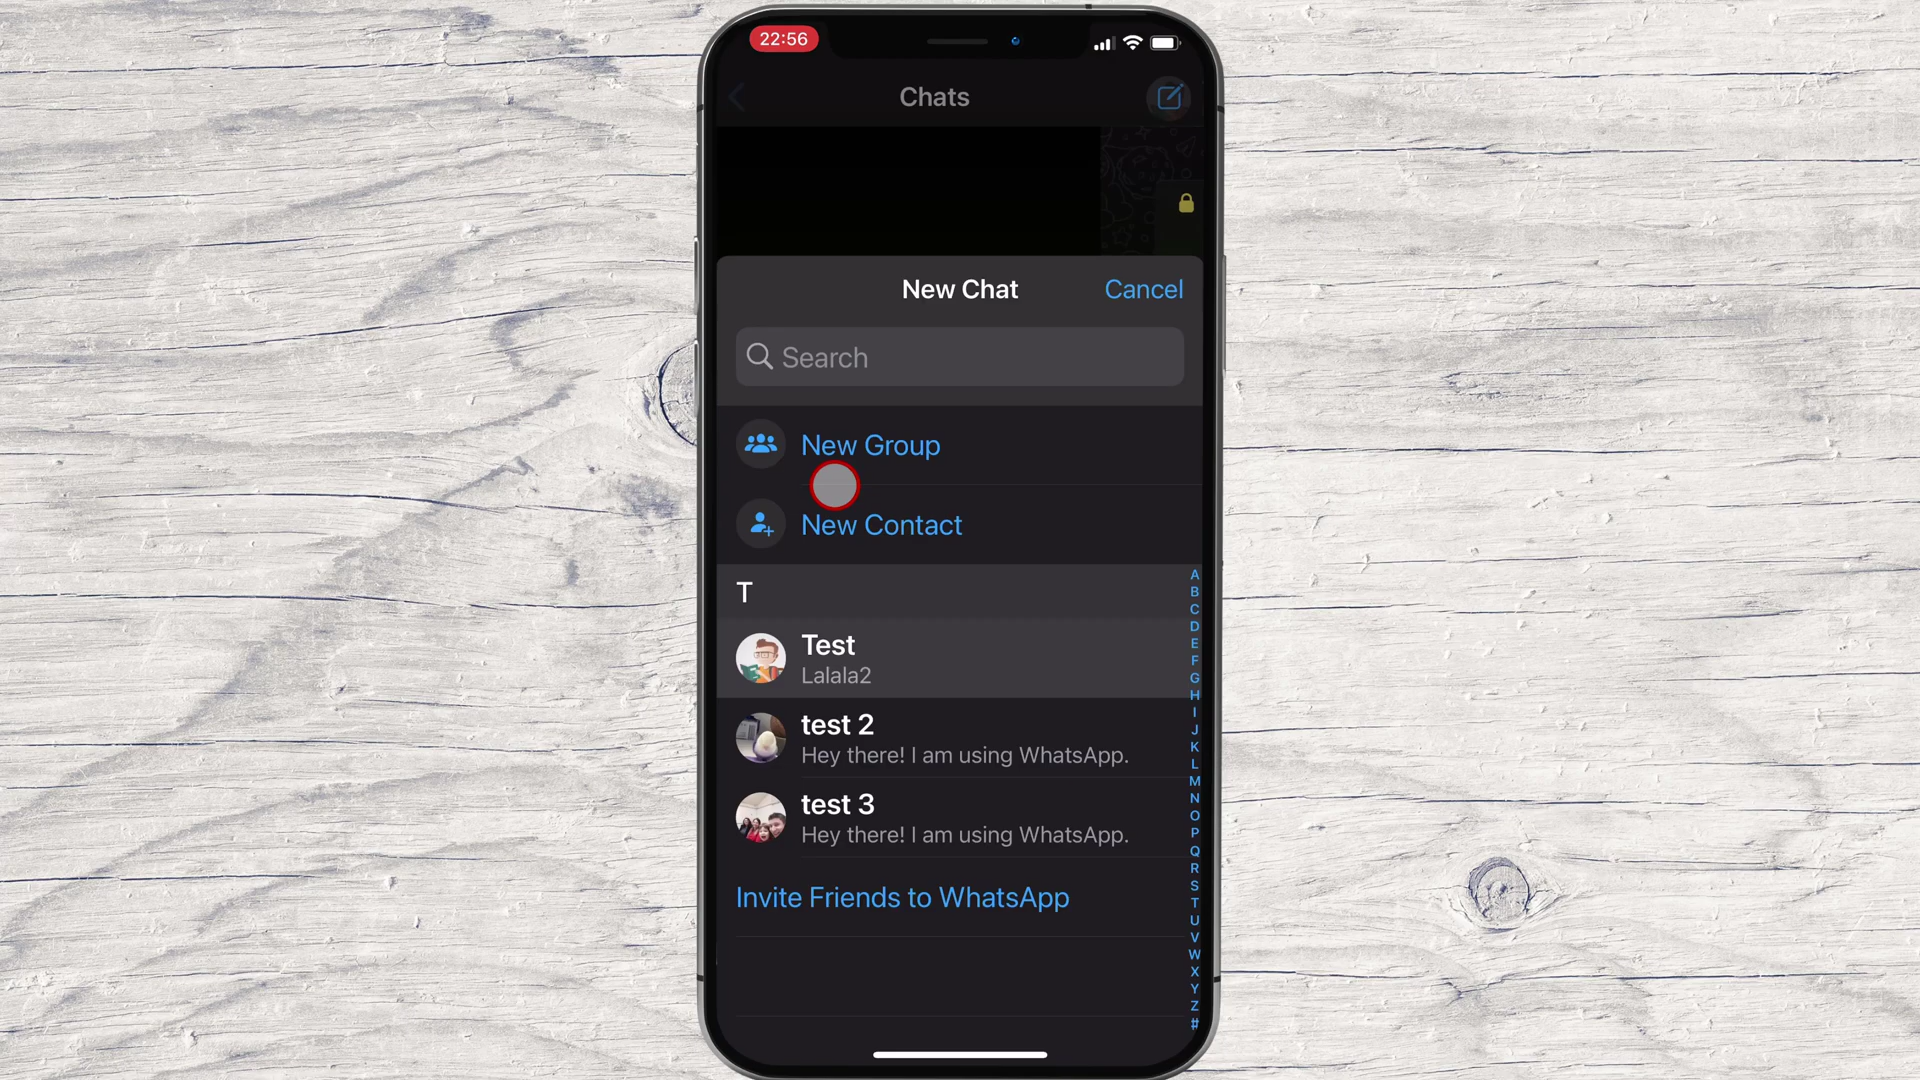 22:56
Chats
New Chat
Cancel
Search
New Group
New Contact
T
Test
Lalala2
test 2
Hey there! I am using WhatsApp.
test 3
Hey there! I am using WhatsApp.
Invite Friends to WhatsApp
A
B
C
D
E
F
G
H
I
J
K
L
M
N
O
P
Q
R
S
T
U
V
W
X
Y
Z
#